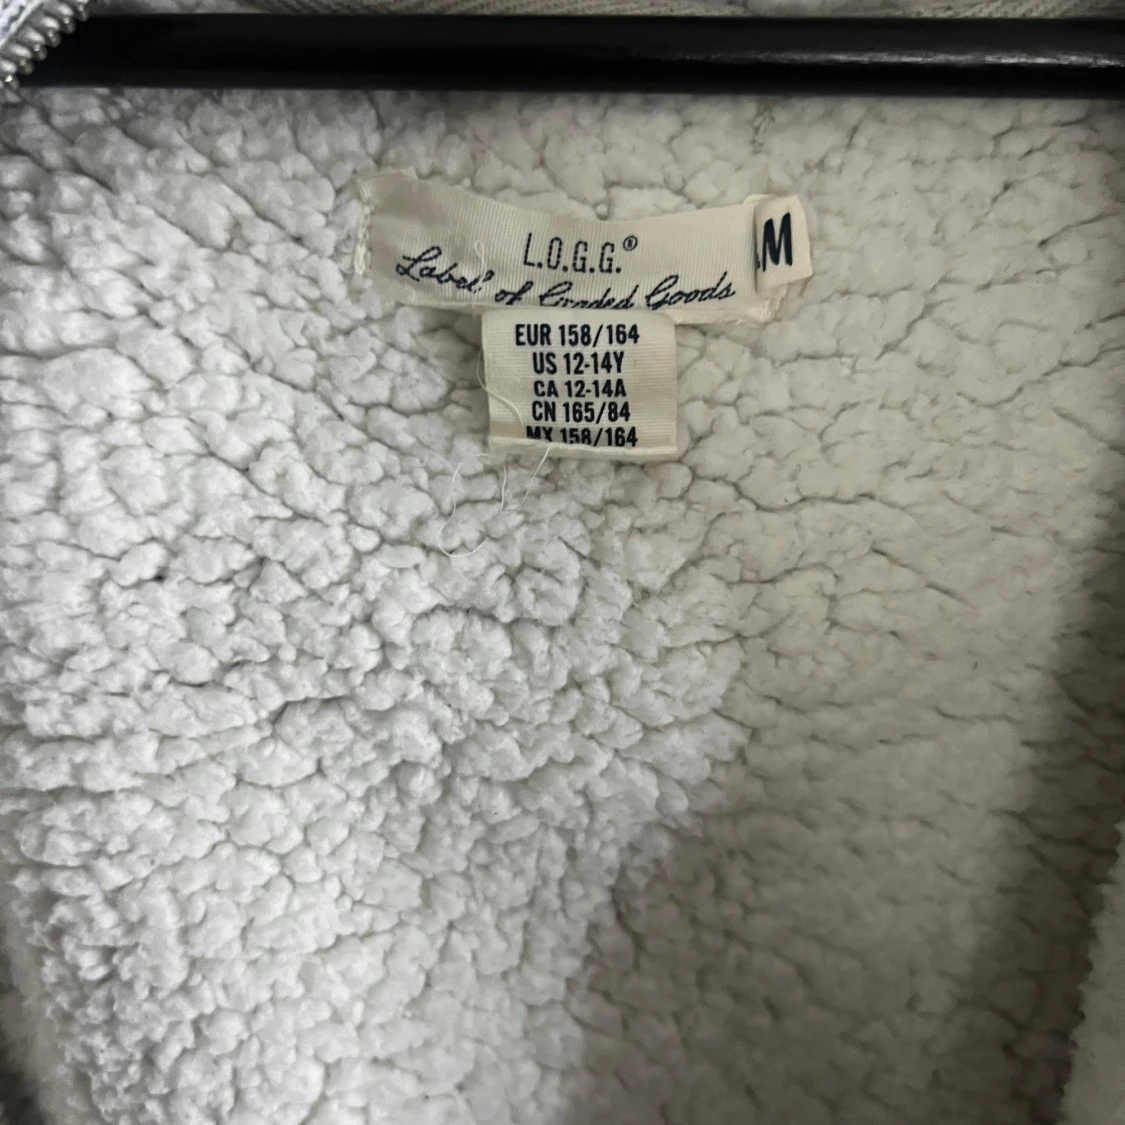 L.O.G.G.®
Label of Graded Goods
.M
EUR 158/164
US 12-14Y
CA 12-14A
CN 165/84
MX 158/164